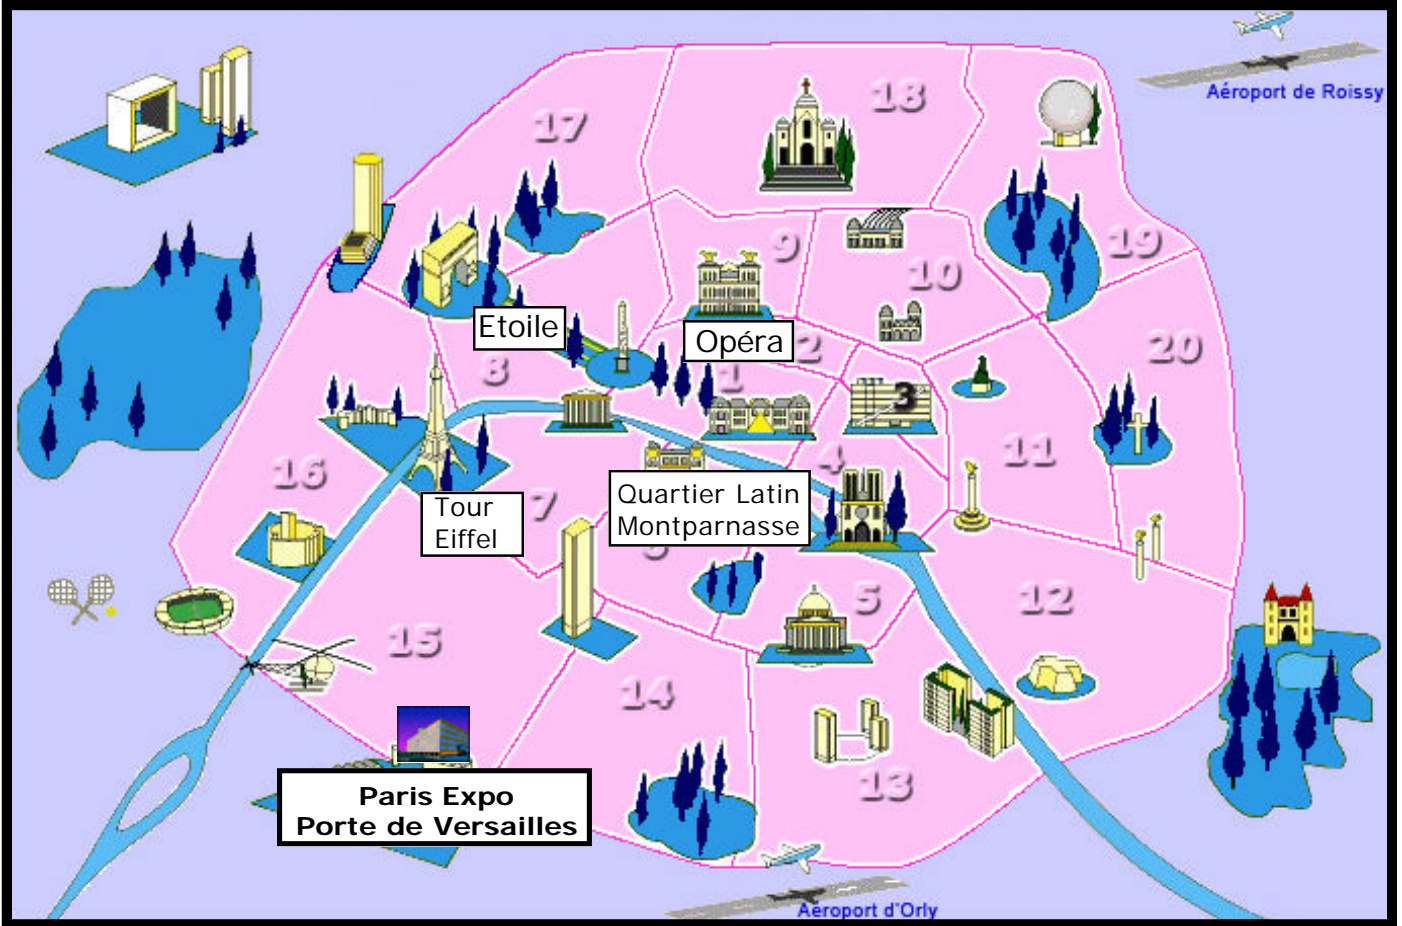 Aéroport de Roissy
18
17
19
9
10
Etoile
Opéra
2
20
8
1
3
16
4
11
Quartier Latin
Montparnasse
Tour
Eiffel
7
5
12
15
14
13
Paris Expo
Porte de Versailles
Aéroport d'Orly